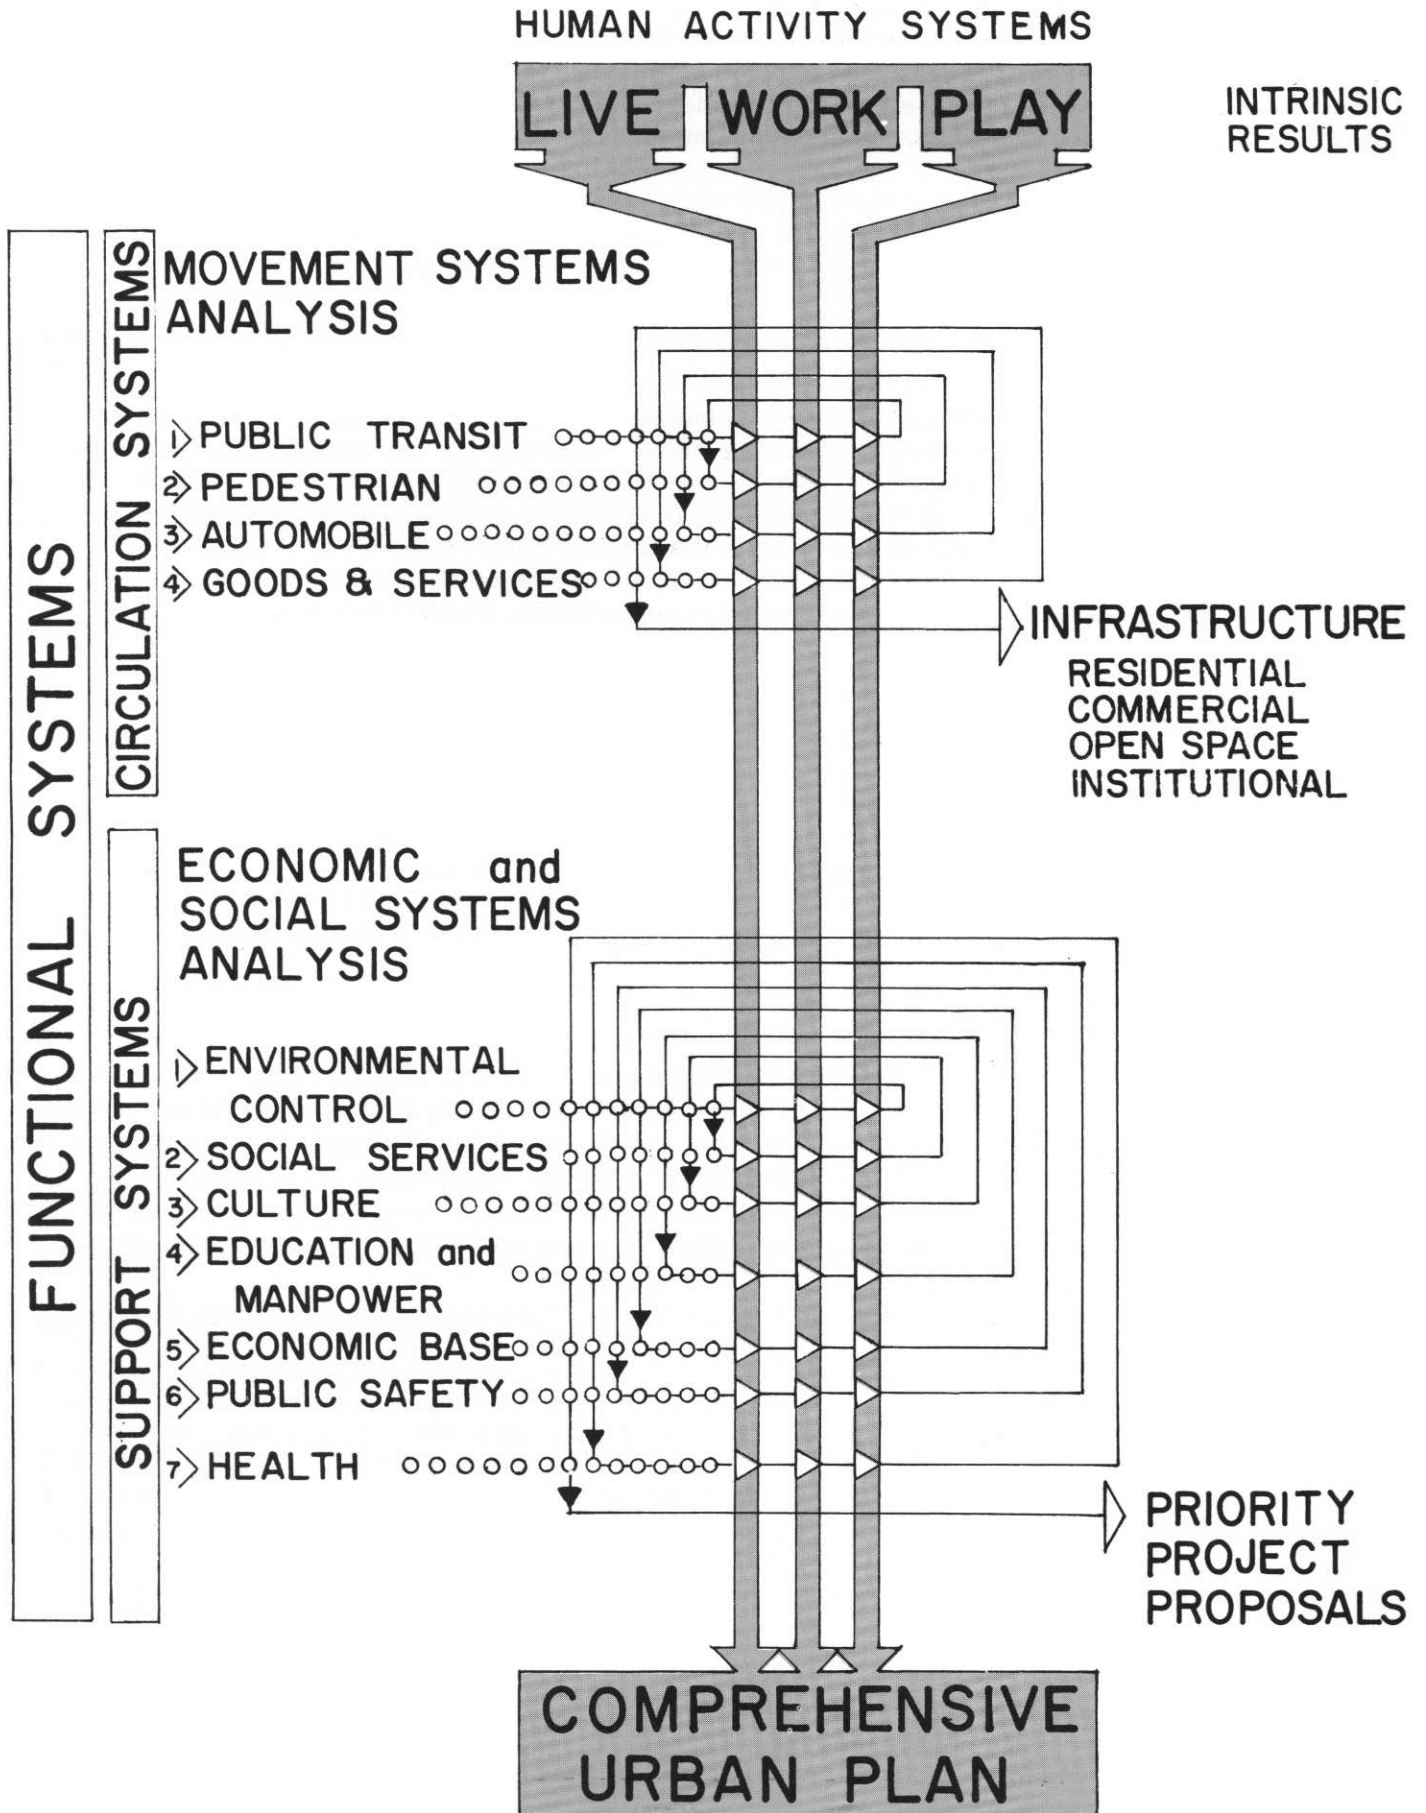 HUMAN ACTIVITY SYSTEMS
LIVE WORK PLAY
INTRINSIC
RESULTS
FUNCTIONAL SYSTEMS
CIRCULATION SYSTEMS
MOVEMENT SYSTEMS
ANALYSIS
1 PUBLIC TRANSIT
2 PEDESTRIAN
3 AUTOMOBILE
4 GOODS & SERVICES
INFRASTRUCTURE
RESIDENTIAL
COMMERCIAL
OPEN SPACE
INSTITUTIONAL
SUPPORT SYSTEMS
ECONOMIC and
SOCIAL SYSTEMS
ANALYSIS
1 ENVIRONMENTAL
CONTROL
2 SOCIAL SERVICES
3 CULTURE
4 EDUCATION and
MANPOWER
5 ECONOMIC BASE
6 PUBLIC SAFETY
7 HEALTH
PRIORITY
PROJECT
PROPOSALS
COMPREHENSIVE
URBAN PLAN